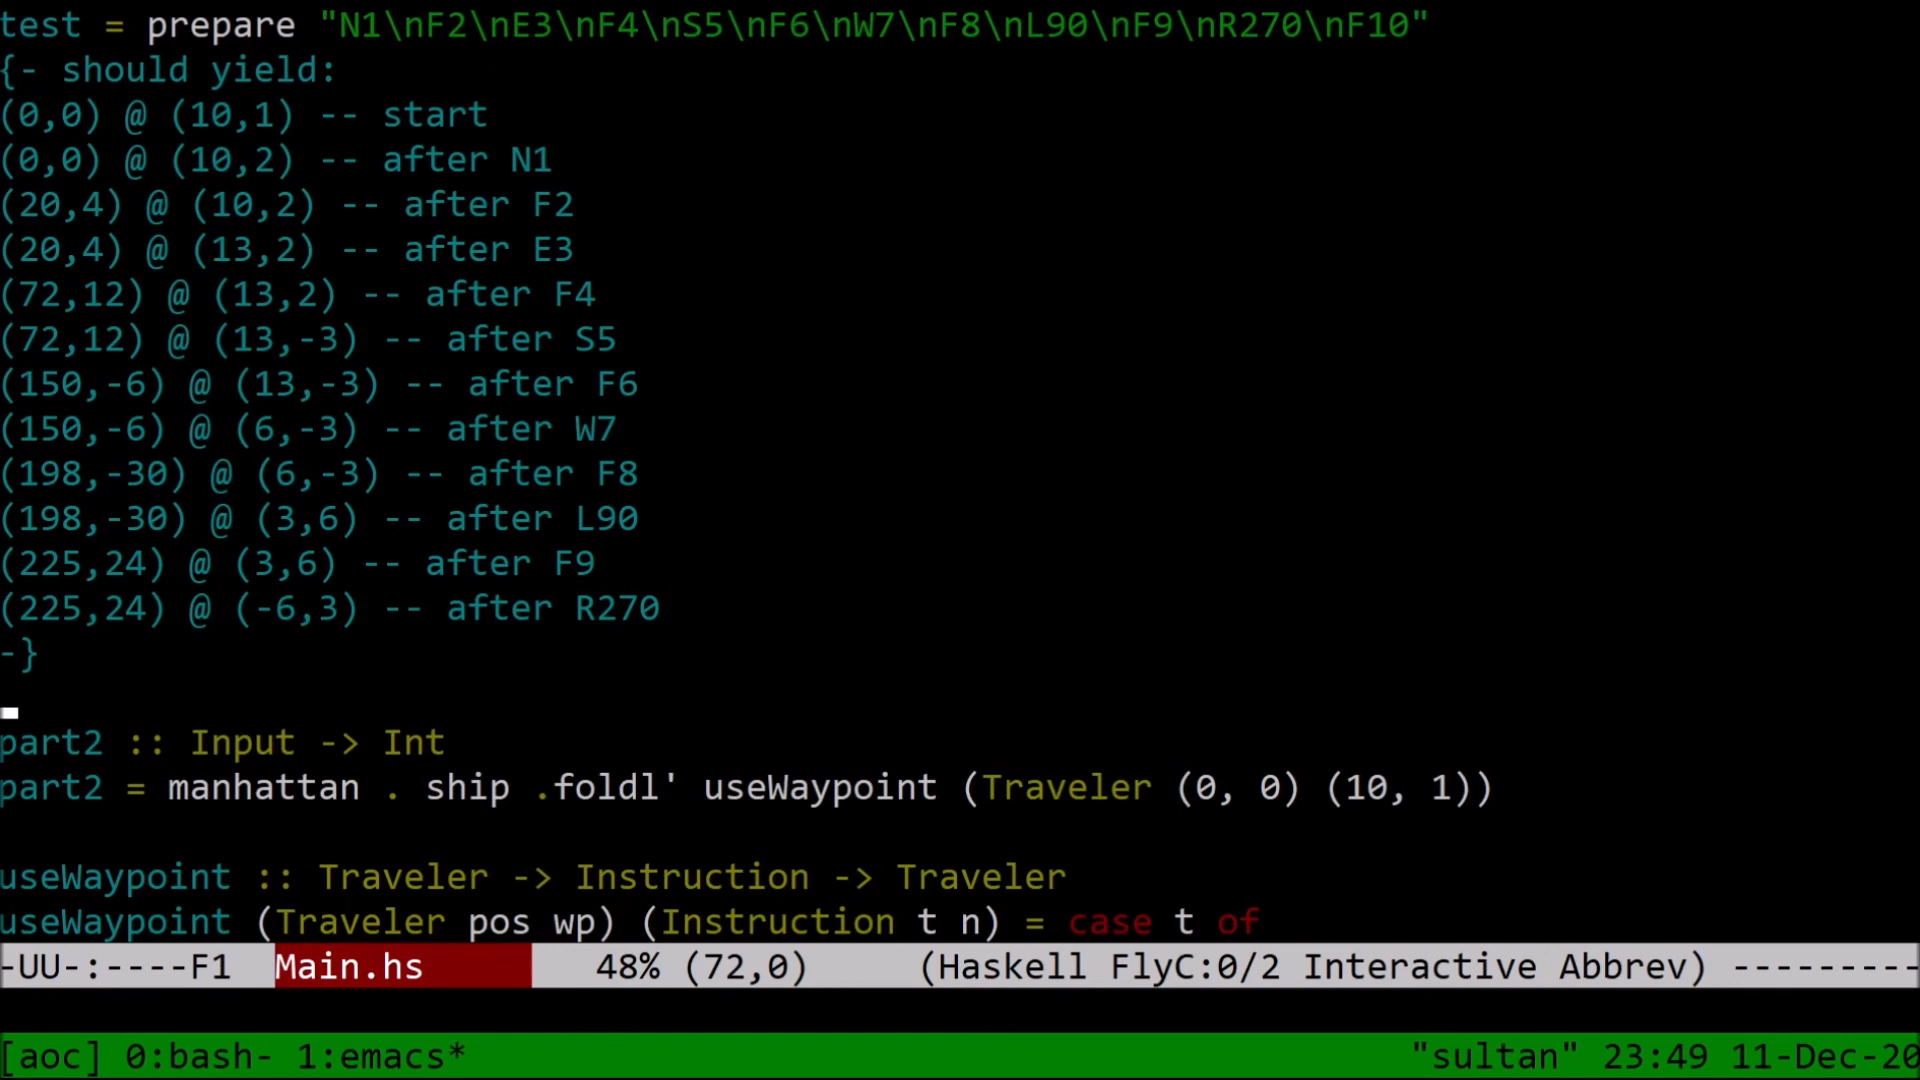 test = prepare "N1\nF2\nE3\nF4\nS5\nF6\nW7\nF8\nL90\nF9\nR270\nF10"
{- should yield:
(0,0) @ (10,1) -- start
(0,0) @ (10,2) -- after N1
(20,4) @ (10,2) -- after F2
(20,4) @ (13,2) -- after E3
(72,12) @ (13,2) -- after F4
(72,12) @ (13,-3) -- after S5
(150,-6) @ (13,-3) -- after F6
(150,-6) @ (6,-3) -- after W7
(198,-30) @ (6,-3) -- after F8
(198,-30) @ (3,6) -- after L90
(225,24) @ (3,6) -- after F9
(225,24) @ (-6,3) -- after R270
-}
part2 :: Input -> Int
part2 = manhattan . ship .foldl' useWaypoint (Traveler (0, 0) (10, 1))
useWaypoint :: Traveler -> Instruction -> Traveler
useWaypoint (Traveler pos wp) (Instruction t n) = case t of
-UU-:----F1 Main.hs 48% (72,0) (Haskell FlyC:0/2 Interactive Abbrev) ---------
[aoc] 0:bash- 1:emacs* "sultan" 23:49 11-Dec-20